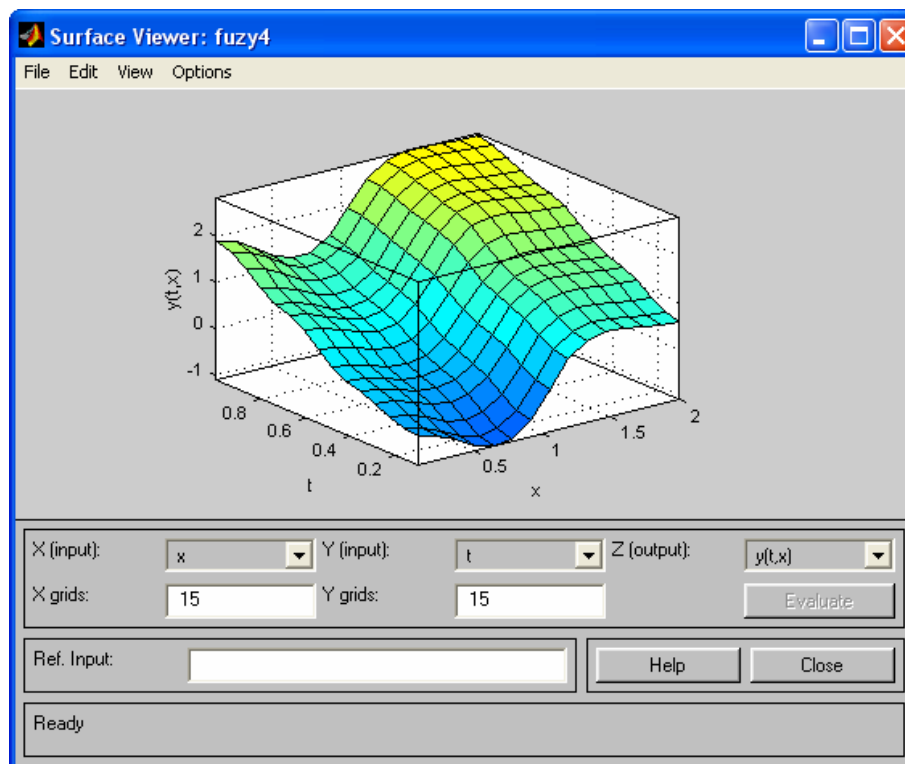 Surface Viewer: fuzy4
File Edit View Options
2
1
0
-1
y(t,x)
0.8
0.6
0.4
0.2
t
0.5
1
1.5
2
x
X (input): x Y (input): t Z (output): y(t,x)
X grids: 15 Y grids: 15 Evaluate
Ref. Input: Help Close
Ready